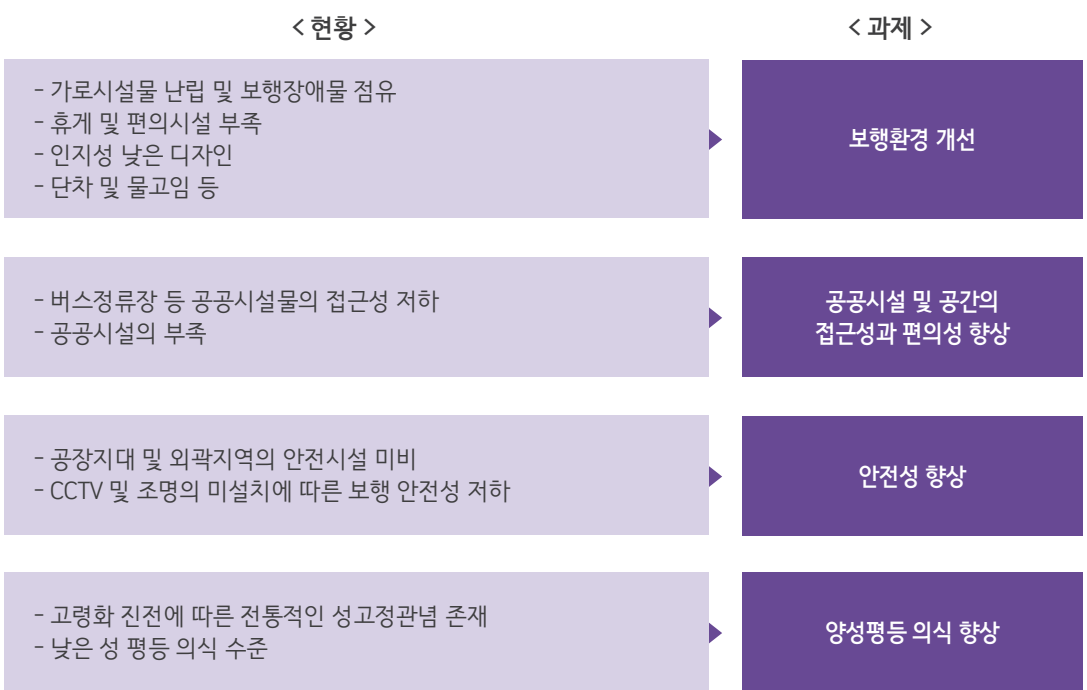 < 현황 >
< 과제 >
- 가로시설물 난립 및 보행장애물 점유
- 휴게 및 편의시설 부족
- 인지성 낮은 디자인
- 단차 및 물고임 등
보행환경 개선
- 버스정류장 등 공공시설물의 접근성 저하
- 공공시설의 부족
공공시설 및 공간의
접근성과 편의성 향상
- 공장지대 및 외곽지역의 안전시설 미비
- CCTV 및 조명의 미설치에 따른 보행 안전성 저하
안전성 향상
- 고령화 진전에 따른 전통적인 성고정관념 존재
- 낮은 성 평등 의식 수준
양성평등 의식 향상